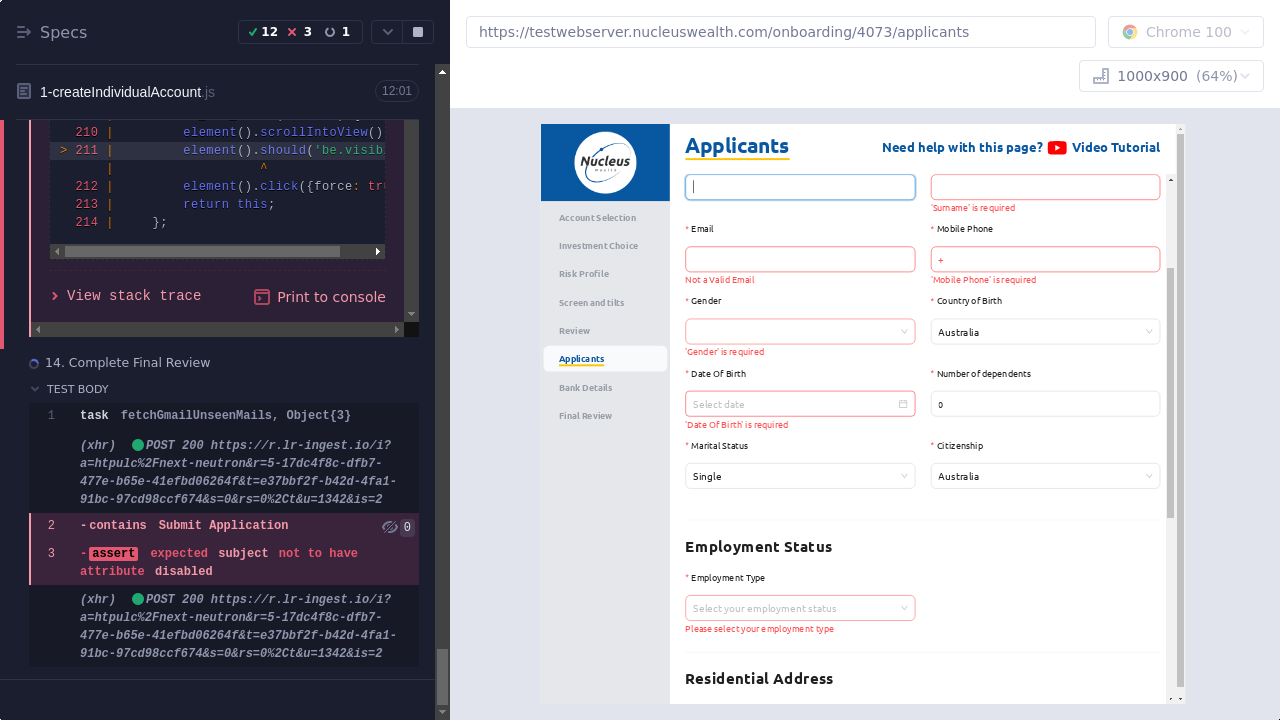 Specs
12 3 1
1-createIndividualAccount.js 12:01
210 | element().scrollIntoView()
> 211 | element().should('be.visib
| ^
212 | element().click({force: tr
213 | return this;
214 | };
View stack trace
Print to console
14. Complete Final Review
TEST BODY
1 task fetchGmailUnseenMails, Object{3}
(xhr) POST 200 https://r.lr-ingest.io/i?
a=htpulc%2Fnext-neutron&r=5-17dc4f8c-dfb7-
477e-b65e-41efbd06264f&t=e37bbf2f-b42d-4fa1-
91bc-97cd98ccf674&s=0&rs=0%2Ct&u=1342&is=2
2 -contains Submit Application 0
3 -assert expected subject not to have
attribute disabled
(xhr) POST 200 https://r.lr-ingest.io/i?
a=htpulc%2Fnext-neutron&r=5-17dc4f8c-dfb7-
477e-b65e-41efbd06264f&t=e37bbf2f-b42d-4fa1-
91bc-97cd98ccf674&s=0&rs=0%2Ct&u=1342&is=2
https://testwebserver.nucleuswealth.com/onboarding/4073/applicants
Chrome 100
1000x900 (64%)
Nucleus
Wealth
Account Selection
Investment Choice
Risk Profile
Screen and tilts
Review
Applicants
Bank Details
Final Review
Applicants
Need help with this page? Video Tutorial
'Surname' is required
* Email
* Mobile Phone
+
Not a Valid Email
'Mobile Phone' is required
* Gender
* Country of Birth
Australia
'Gender' is required
* Date Of Birth
* Number of dependents
Select date
0
'Date Of Birth' is required
* Marital Status
* Citizenship
Single
Australia
Employment Status
* Employment Type
Select your employment status
Please select your employment type
Residential Address